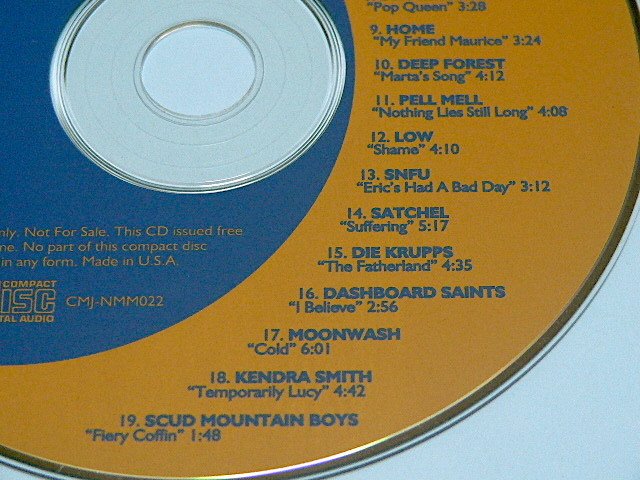 "Pop Queen" 3:28
9. HOME
"My Friend Maurice" 3:24
10. DEEP FOREST
"Marta's Song" 4:12
11. PELL MELL
"Nothing Lies Still Long" 4:08
12. LOW
"Shame" 4:10
13. SNFU
"Eric's Had A Bad Day" 3:12
14. SATCHEL
"Suffering" 5:17
15. DIE KRUPPS
"The Fatherland" 4:35
16. DASHBOARD SAINTS
"I Believe" 2:56
17. MOONWASH
"Cold" 6:01
18. KENDRA SMITH
"Temporarily Lucy" 4:42
19. SCUD MOUNTAIN BOYS
"Fiery Coffin" 1:48
nly. Not For Sale. This CD issued free
ne. No part of this compact disc
in any form. Made in U.S.A.
COMPACT
DISC
TAL AUDIO
CMJ-NMM022